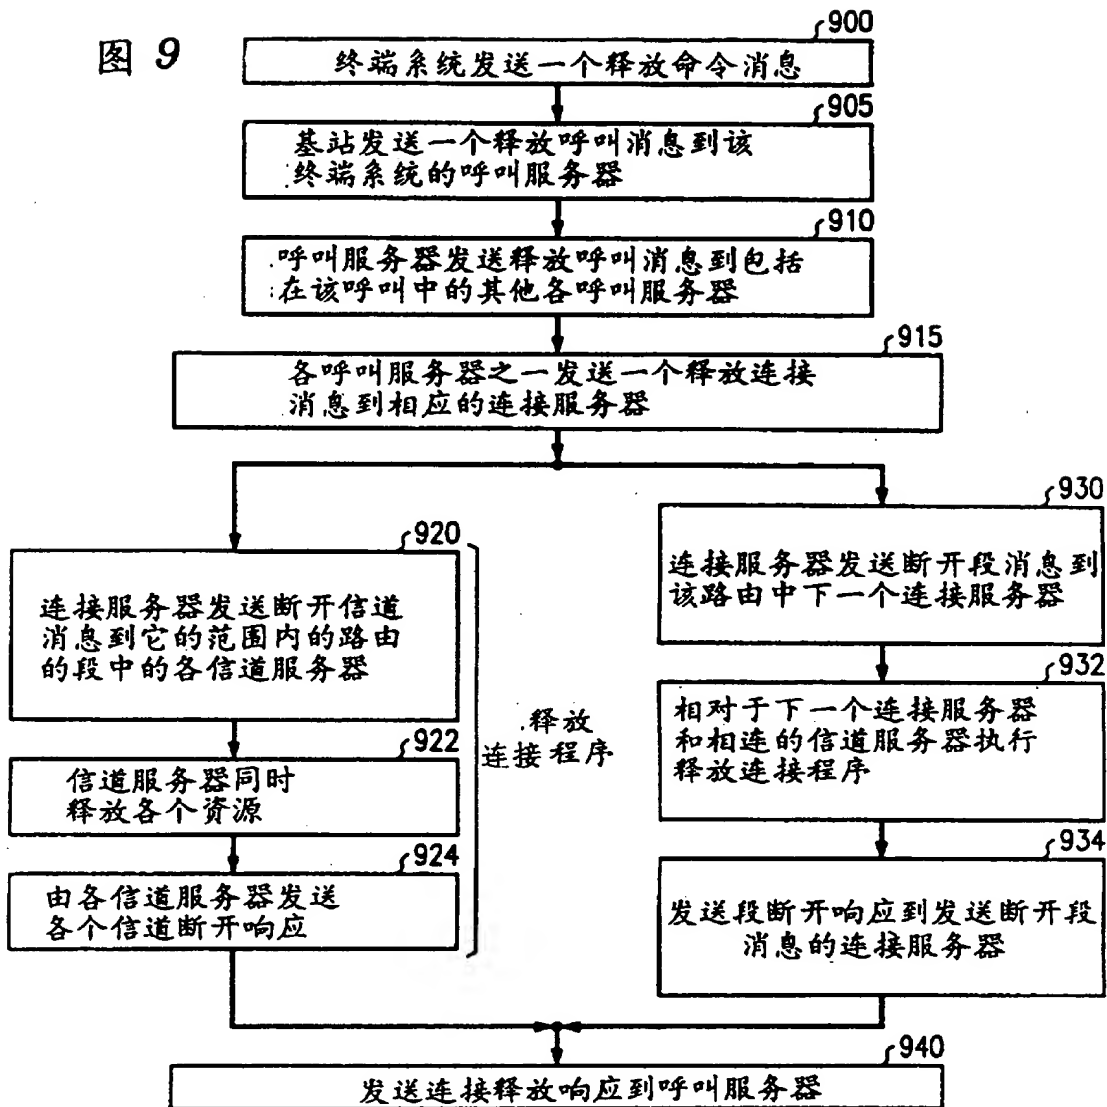 图 9
900
终端系统发送一个释放命令消息
905
基站发送一个释放呼叫消息到该
终端系统的呼叫服务器
910
呼叫服务器发送释放呼叫消息到包括
在该呼叫中的其他各呼叫服务器
915
各呼叫服务器之一发送一个释放连接
消息到相应的连接服务器
920
连接服务器发送断开信道
消息到它的范围内的路由
的段中的各信道服务器
922
信道服务器同时
释放各个资源
924
由各信道服务器发送
各个信道断开响应
释放
连接程序
930
连接服务器发送断开段消息到
该路由中下一个连接服务器
932
相对于下一个连接服务器
和相连的信道服务器执行
释放连接程序
934
发送段断开响应到发送断开段
消息的连接服务器
940
发送连接释放响应到呼叫服务器